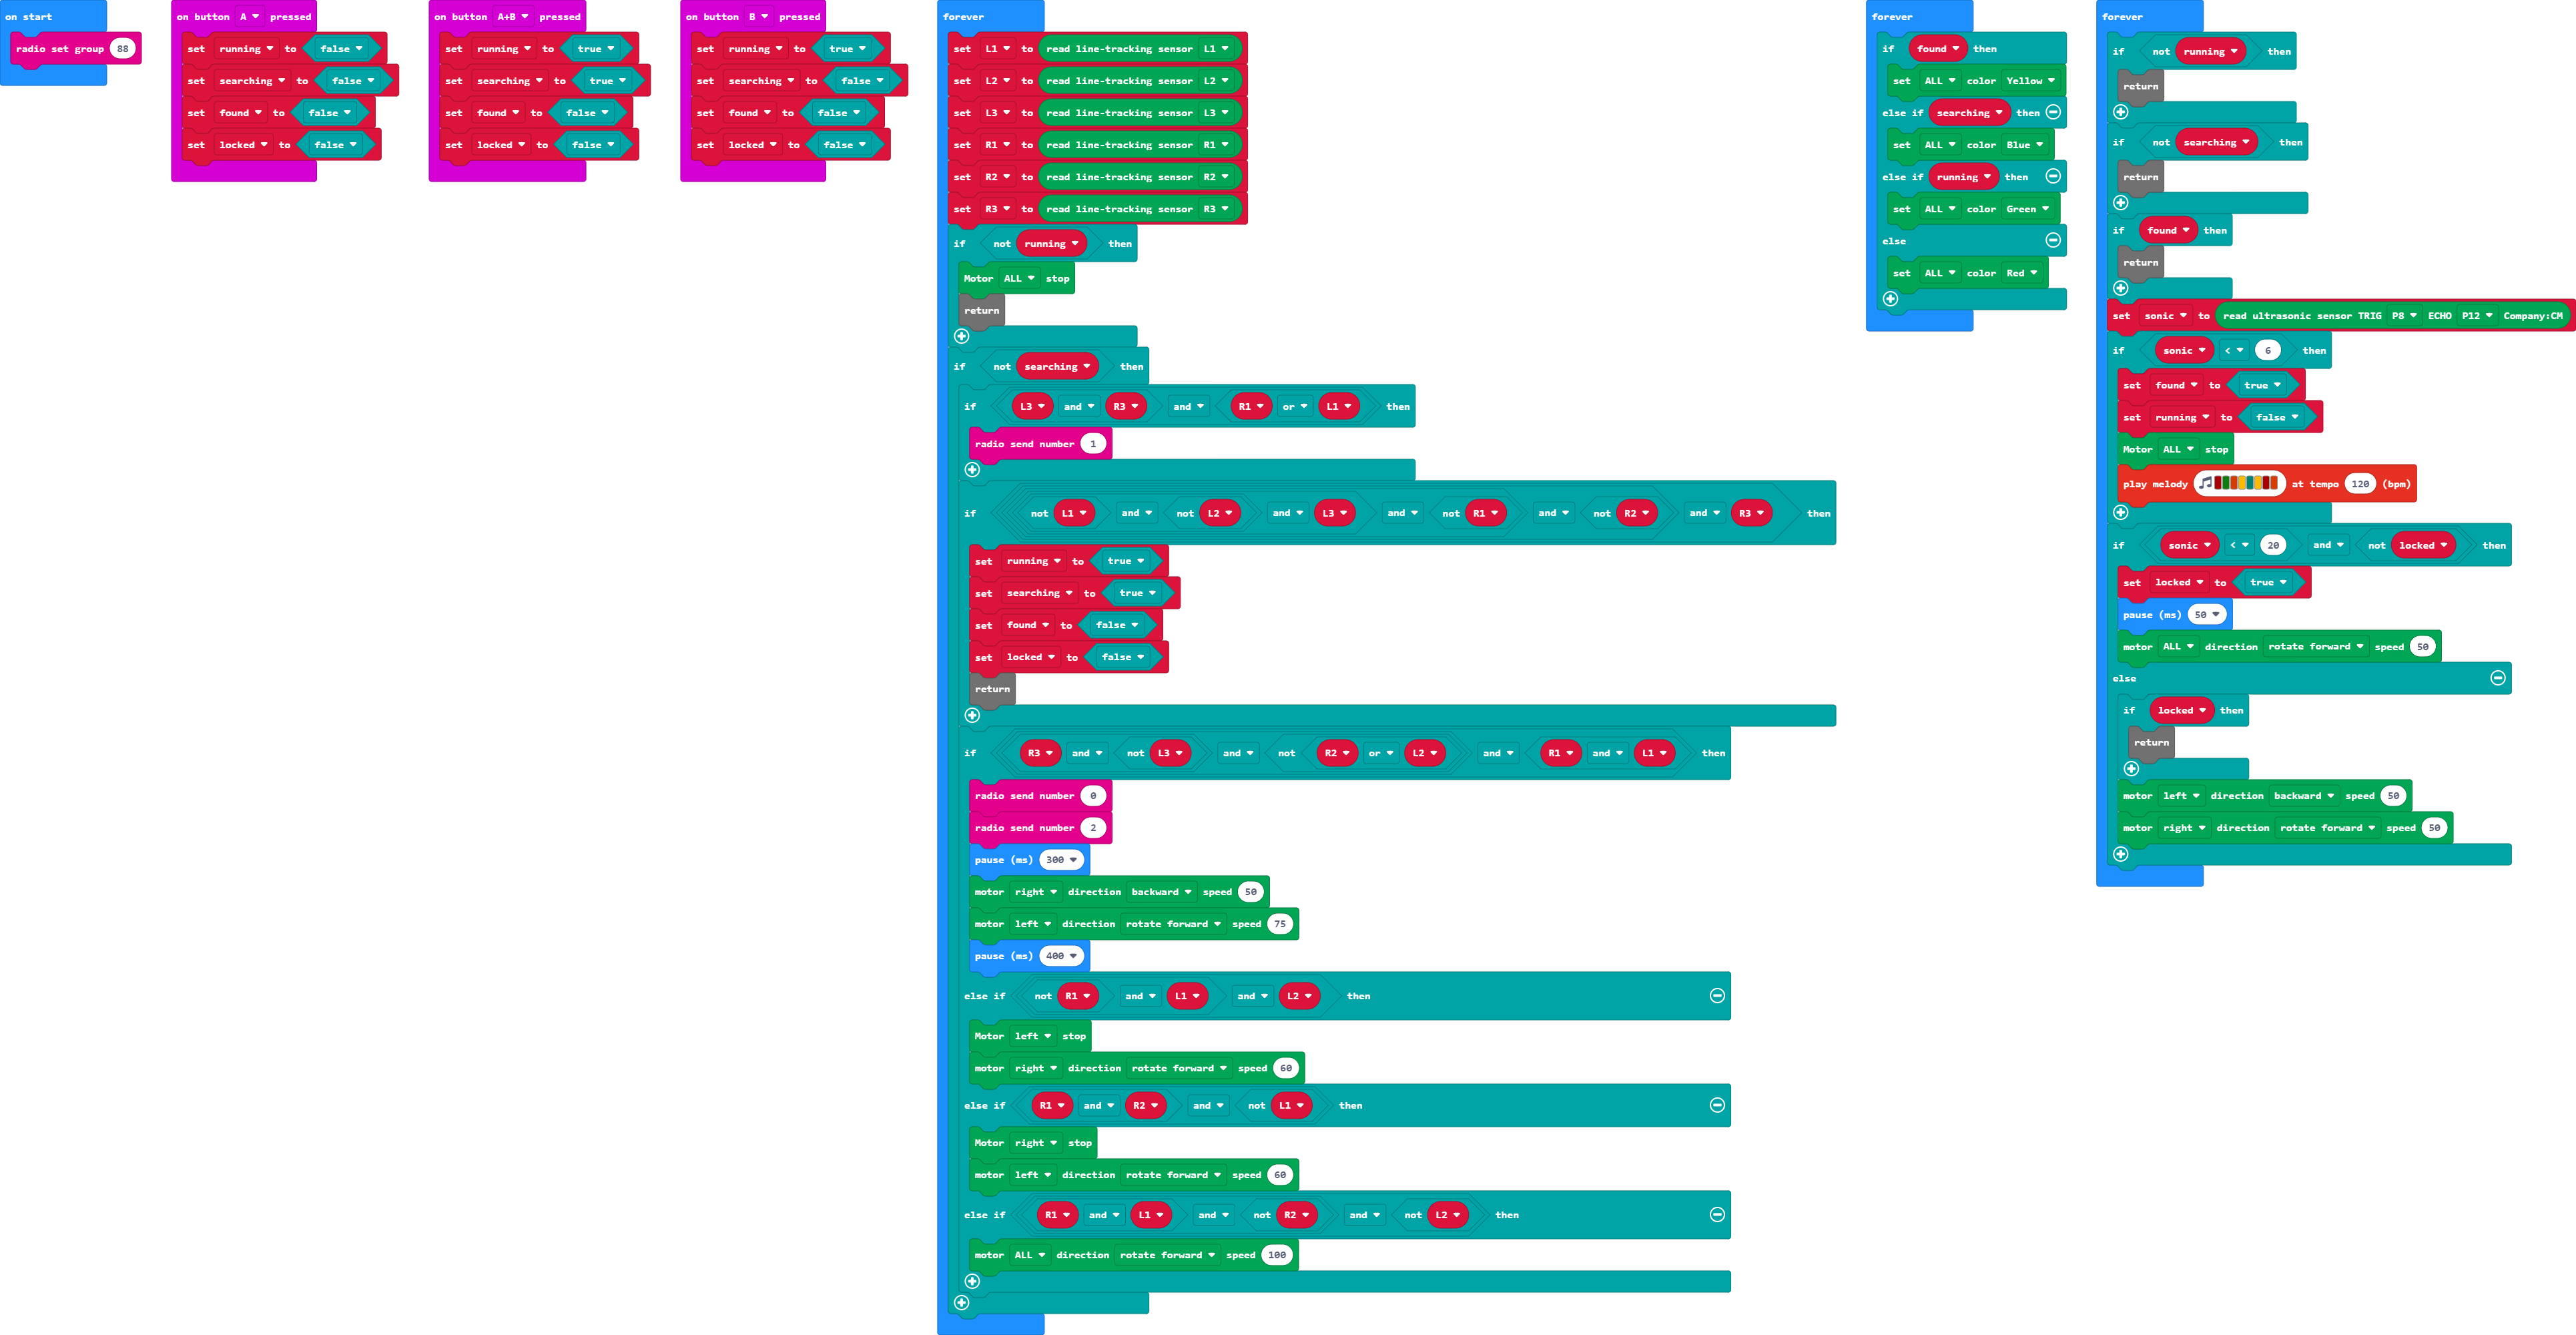 on start
radio set group 88
on button A pressed
set running to false
set searching to false
set found to false
set locked to false
on button A+B pressed
set running to true
set searching to true
set found to false
set locked to false
on button B pressed
set running to true
set searching to false
set found to false
set locked to false
forever
set L1 to read line-tracking sensor L1
set L2 to read line-tracking sensor L2
set L3 to read line-tracking sensor L3
set R1 to read line-tracking sensor R1
set R2 to read line-tracking sensor R2
set R3 to read line-tracking sensor R3
if not running then
Motor ALL stop
return
if not searching then
if L3 and R3 and R1 or L1 then
radio send number 1
if not L1 and not L2 and L3 and not R1 and not R2 and R3 then
set running to true
set searching to true
set found to false
set locked to false
return
if R3 and not L3 and not R2 or L2 and R1 and L1 then
radio send number 0
radio send number 2
pause (ms) 300
motor right direction backward speed 50
motor left direction rotate forward speed 75
pause (ms) 400
else if not R1 and L1 and L2 then
Motor left stop
motor right direction rotate forward speed 60
else if R1 and R2 and not L1 then
Motor right stop
motor left direction rotate forward speed 60
else if R1 and L1 and not R2 and not L2 then
motor ALL direction rotate forward speed 100
forever
if found then
set ALL color Yellow
else if searching then
set ALL color Blue
else if running then
set ALL color Green
else
set ALL color Red
forever
if not running then
return
if not searching then
return
if found then
return
set sonic to read ultrasonic sensor TRIG P8 ECHO P12 Company:CM
if sonic < 6 then
set found to true
set running to false
Motor ALL stop
play melody at tempo 120 (bpm)
if sonic < 20 and not locked then
set locked to true
pause (ms) 50
motor ALL direction rotate forward speed 50
else
if locked then
return
motor left direction backward speed 50
motor right direction rotate forward speed 50